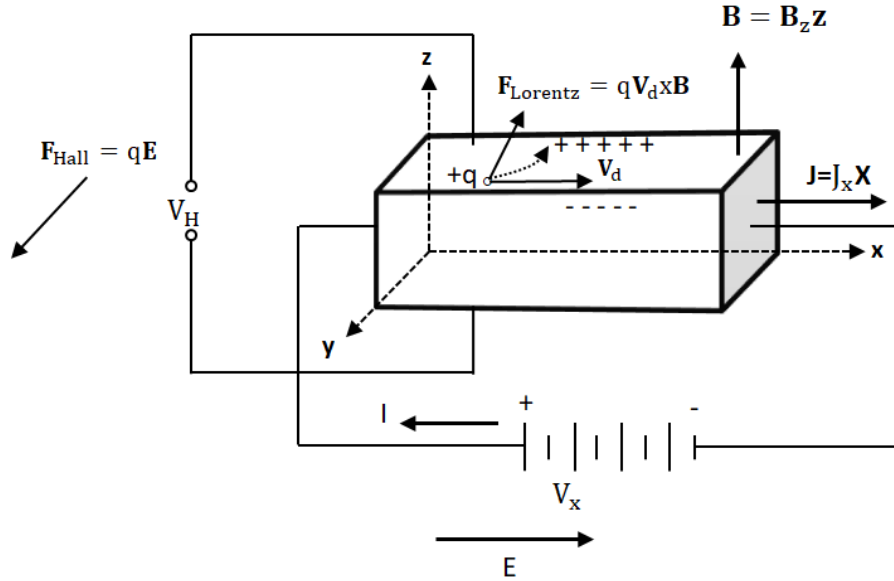 B = B_z z
z
F_Lorentz = qV_d x B
F_Hall = qE
+ + + + +
+q
V_d
J=J_x X
- - - - -
V_H
x
y
I
+
-
V_x
E